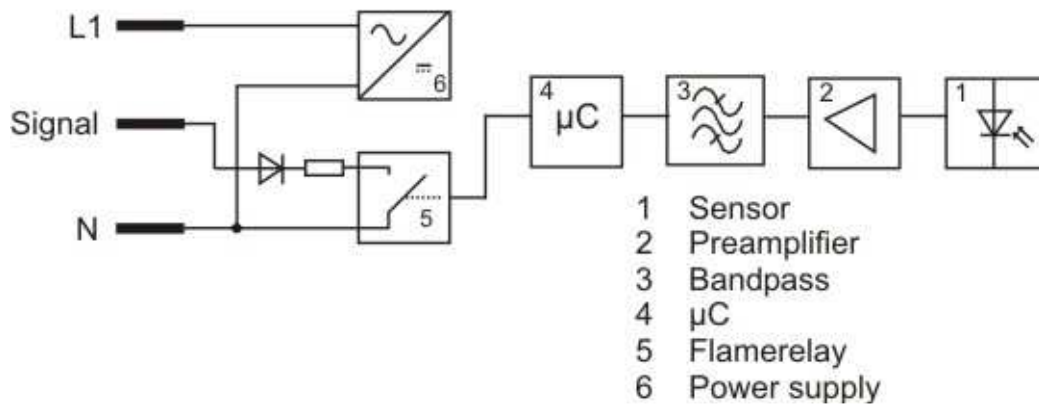 L1
6
Signal
4
µC
3
2
1
5
N
1 Sensor
2 Preamplifier
3 Bandpass
4 µC
5 Flamerelay
6 Power supply